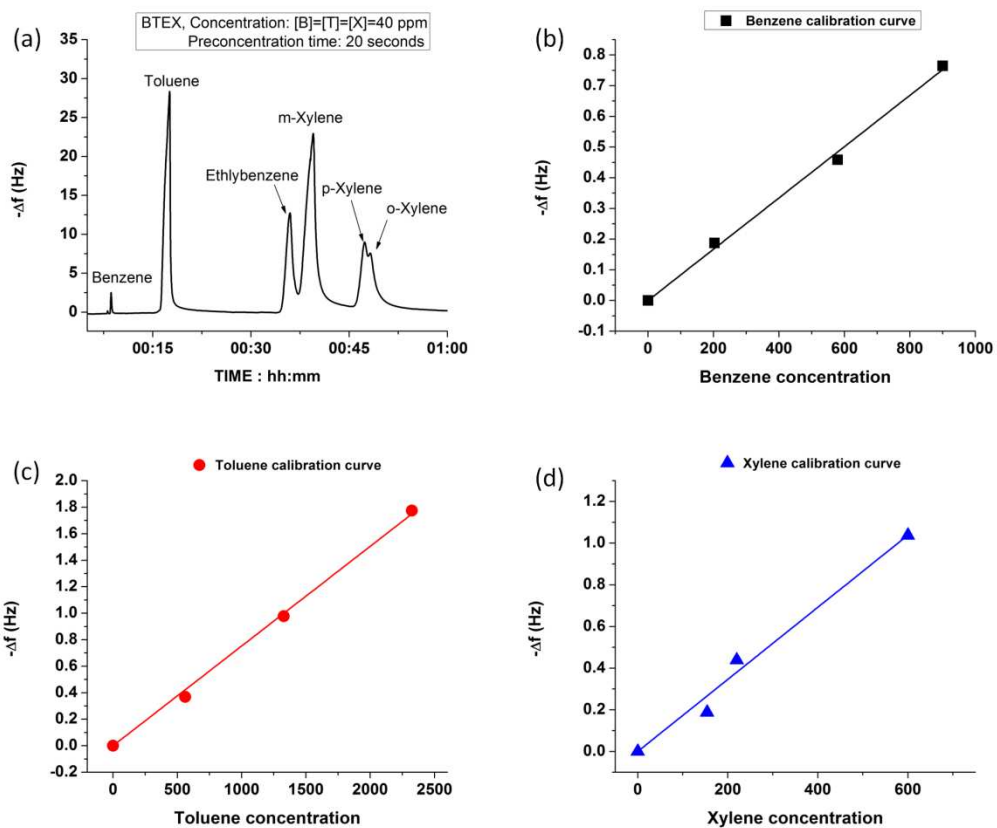 (a)
BTEX, Concentration: [B]=[T]=[X]=40 ppm
Preconcentration time: 20 seconds
35
30
25
20
15
10
5
0
-Δf (Hz)
Toluene
m-Xylene
Ethlybenzene
p-Xylene
o-Xylene
Benzene
00:15
00:30
00:45
01:00
TIME : hh:mm
(b)
Benzene calibration curve
0.8
0.7
0.6
0.5
0.4
0.3
0.2
0.1
0.0
-0.1
-Δf (Hz)
0
200
400
600
800
1000
Benzene concentration
(c)
Toluene calibration curve
2.0
1.8
1.6
1.4
1.2
1.0
0.8
0.6
0.4
0.2
0.0
-0.2
-Δf (Hz)
0
500
1000
1500
2000
2500
Toluene concentration
(d)
Xylene calibration curve
1.2
1.0
0.8
0.6
0.4
0.2
0.0
-Δf (Hz)
0
200
400
600
Xylene concentration